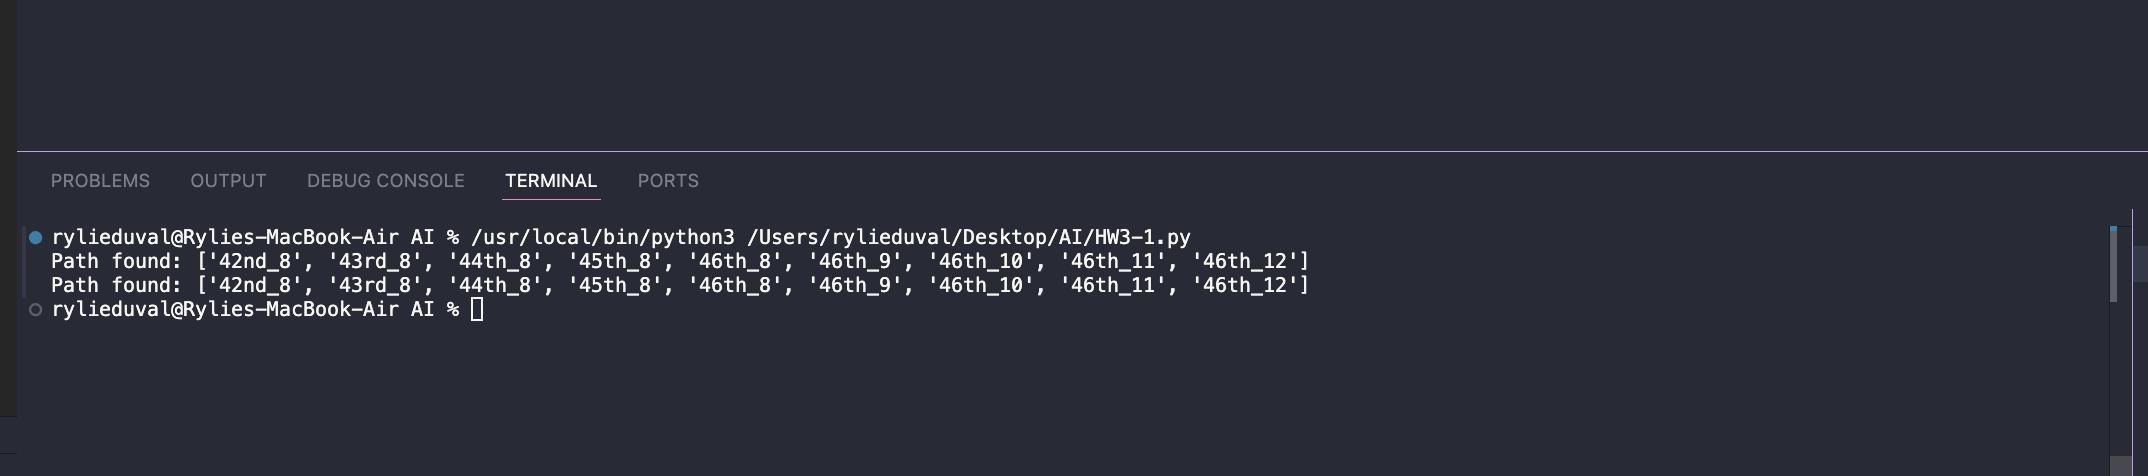 PROBLEMS OUTPUT DEBUG CONSOLE TERMINAL PORTS
rylieduval@Rylies-MacBook-Air AI % /usr/local/bin/python3 /Users/rylieduval/Desktop/AI/HW3-1.py
Path found: ['42nd_8', '43rd_8', '44th_8', '45th_8', '46th_8', '46th_9', '46th_10', '46th_11', '46th_12']
Path found: ['42nd_8', '43rd_8', '44th_8', '45th_8', '46th_8', '46th_9', '46th_10', '46th_11', '46th_12']
rylieduval@Rylies-MacBook-Air AI %